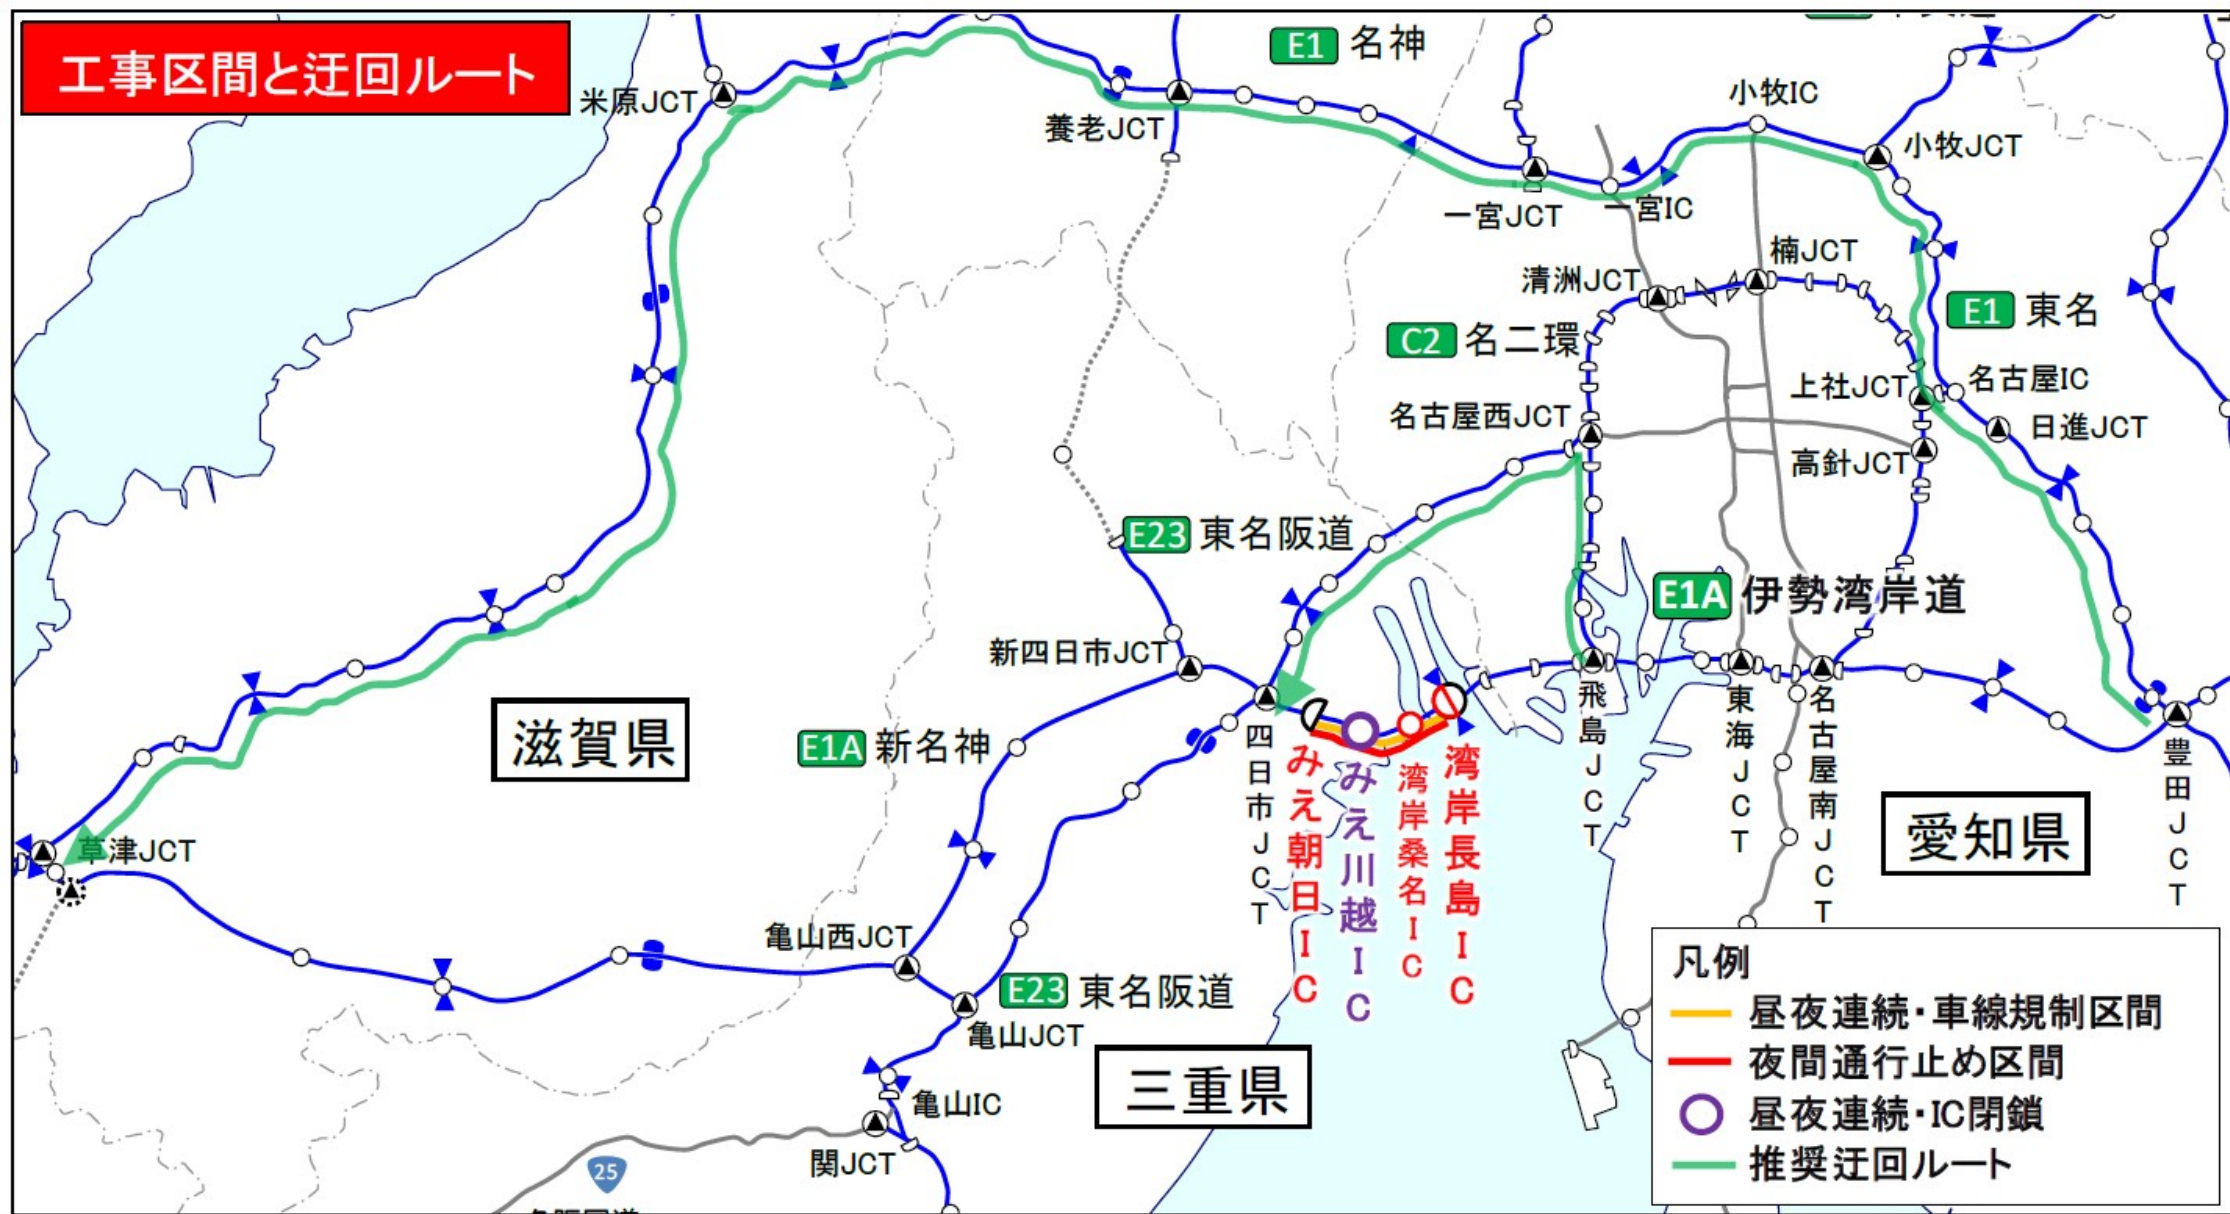 工事区間と迂回ルート
E1 名神
米原JCT
養老JCT
小牧IC
小牧JCT
一宮JCT
一宮IC
楠JCT
清洲JCT
C2 名二環
E1 東名
上社JCT
名古屋IC
名古屋西JCT
日進JCT
高針JCT
E23 東名阪道
E1A 伊勢湾岸道
新四日市JCT
滋賀県
E1A 新名神
四日市JCT
みえ朝日IC
みえ川越IC
湾岸桑名IC
湾岸長島IC
飛島JCT
東海JCT
名古屋南JCT
豊田JCT
愛知県
草津JCT
亀山西JCT
E23 東名阪道
亀山JCT
三重県
亀山IC
関JCT
25
凡例
昼夜連続・車線規制区間
夜間通行止め区間
昼夜連続・IC閉鎖
推奨迂回ルート